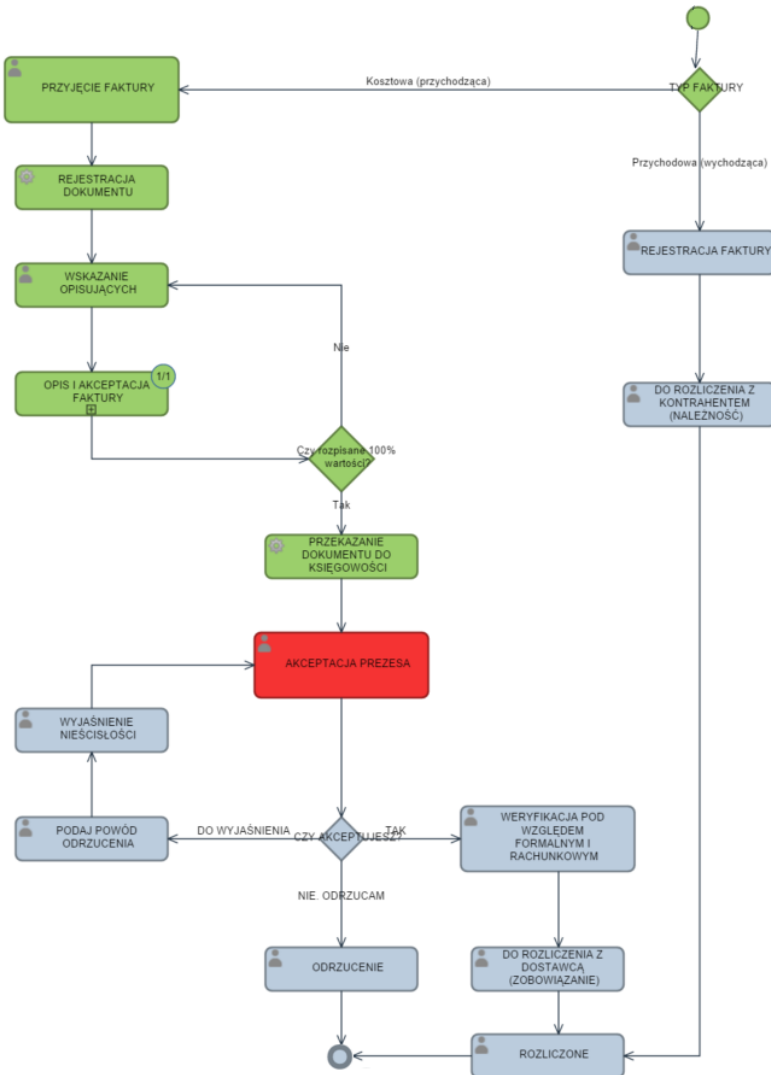 TYP FAKTURY
Kosztowa (przychodząca)
PRZYJĘCIE FAKTURY
Przychodowa (wychodząca)
REJESTRACJA
DOKUMENTU
REJESTRACJA FAKTURY
WSKAZANIE
OPISUJĄCYCH
Nie
1/1
OPIS I AKCEPTACJA
FAKTURY
DO ROZLICZENIA Z
KONTRAHENTEM
(NALEŻNOŚĆ)
Czy rozpisane 100%
wartości?
Tak
PRZEKAZANIE
DOKUMENTU DO
KSIĘGOWOŚCI
AKCEPTACJA PREZESA
WYJAŚNIENIE
NIEŚCISŁOŚCI
PODAJ POWÓD
ODRZUCENIA
DO WYJAŚNIENIA
CZY AKCEPTUJESZ?
TAK
WERYFIKACJA POD
WZGLĘDEM
FORMALNYM I
RACHUNKOWYM
NIE. ODRZUCAM
ODRZUCENIE
DO ROZLICZENIA Z
DOSTAWCĄ
(ZOBOWIĄZANIE)
ROZLICZONE